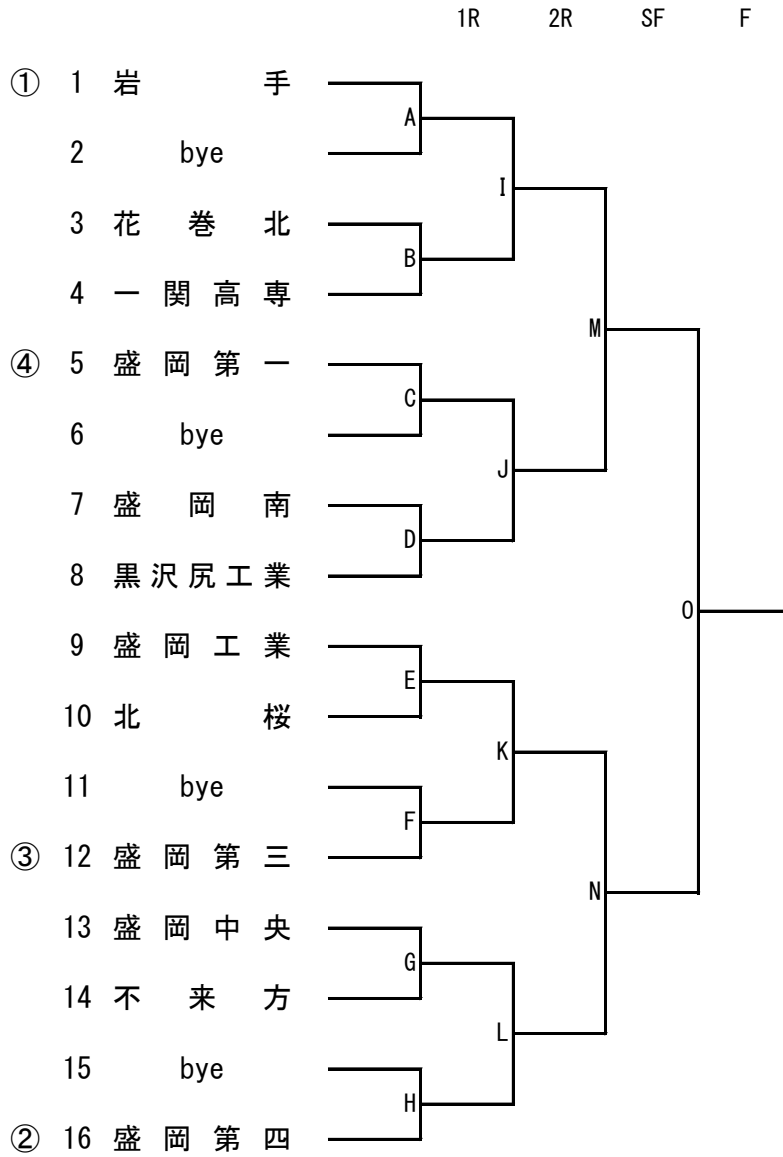 1R 2R SF F
① 1 岩手
A
2 bye
I
3 花巻北
B
4 一関高専
M
④ 5 盛岡第一
C
6 bye
J
7 盛岡南
D
8 黒沢尻工業
O
9 盛岡工業
E
10 北桜
K
11 bye
F
③ 12 盛岡第三
N
13 盛岡中央
G
14 不来方
L
15 bye
H
② 16 盛岡第四